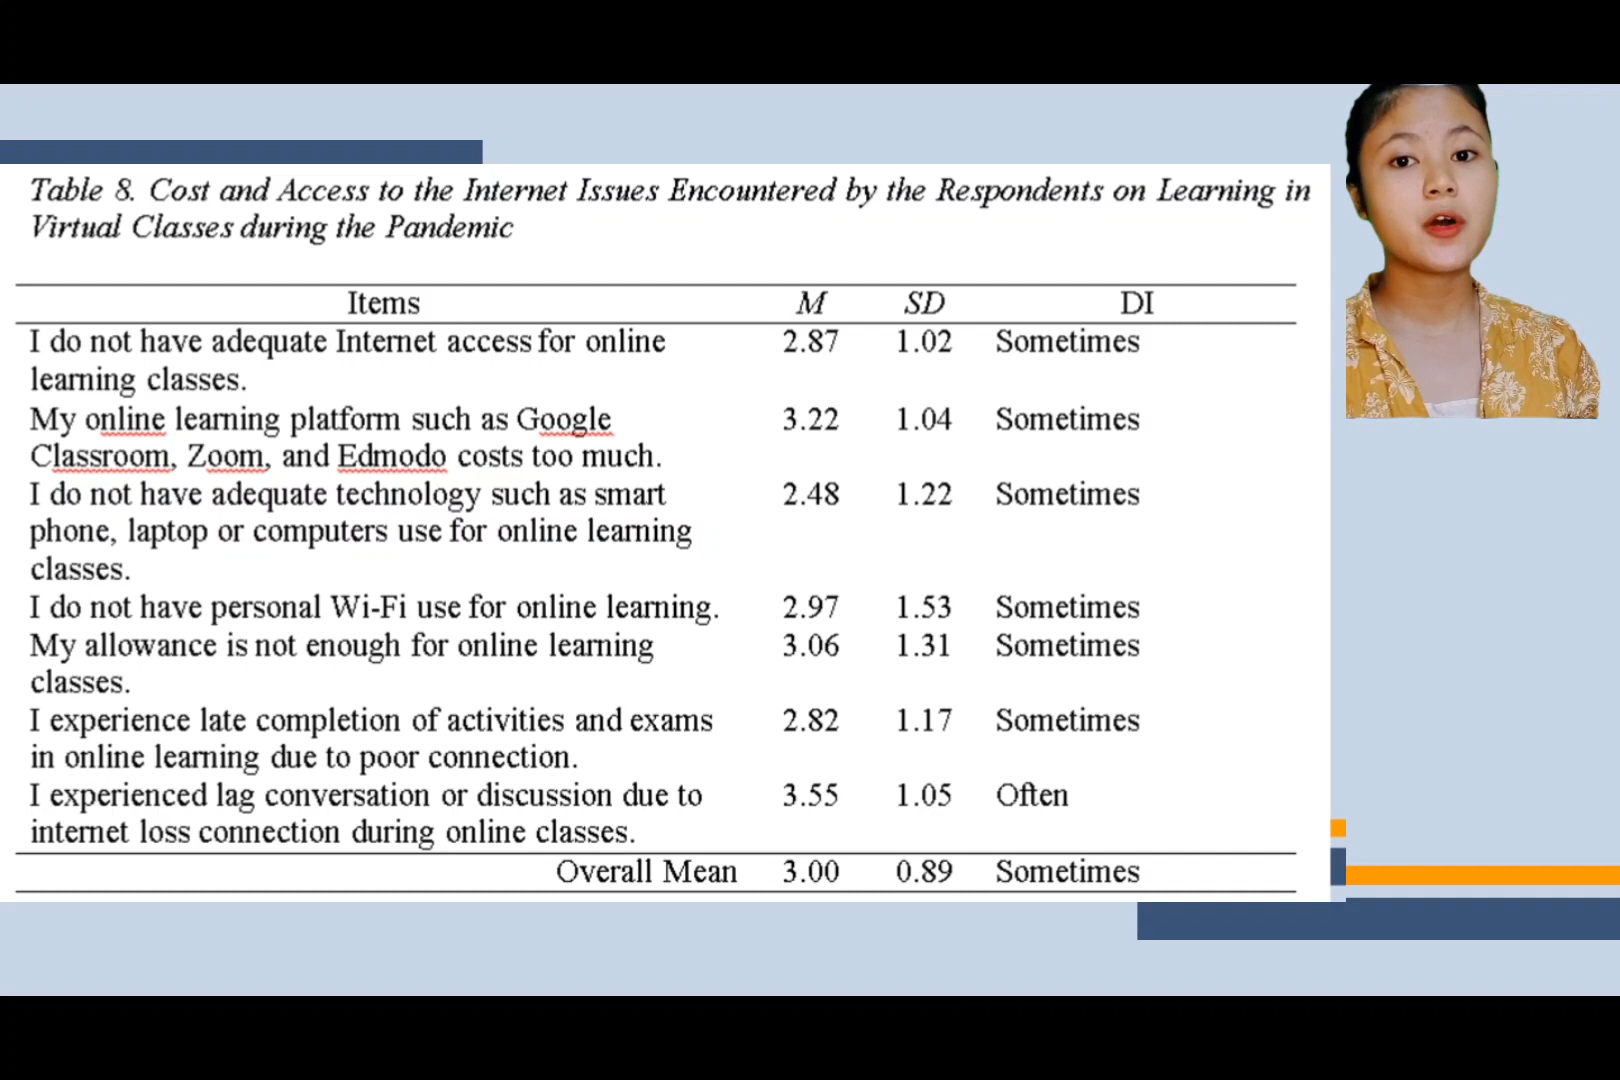 Table 8. Cost and Access to the Internet Issues Encountered by the Respondents on Learning in
Virtual Classes during the Pandemic
Items M SD DI
I do not have adequate Internet access for online 2.87 1.02 Sometimes
learning classes.
My online learning platform such as Google 3.22 1.04 Sometimes
Classroom, Zoom, and Edmodo costs too much.
I do not have adequate technology such as smart 2.48 1.22 Sometimes
phone, laptop or computers use for online learning
classes.
I do not have personal Wi-Fi use for online learning. 2.97 1.53 Sometimes
My allowance is not enough for online learning 3.06 1.31 Sometimes
classes.
I experience late completion of activities and exams 2.82 1.17 Sometimes
in online learning due to poor connection.
I experienced lag conversation or discussion due to 3.55 1.05 Often
internet loss connection during online classes.
Overall Mean 3.00 0.89 Sometimes